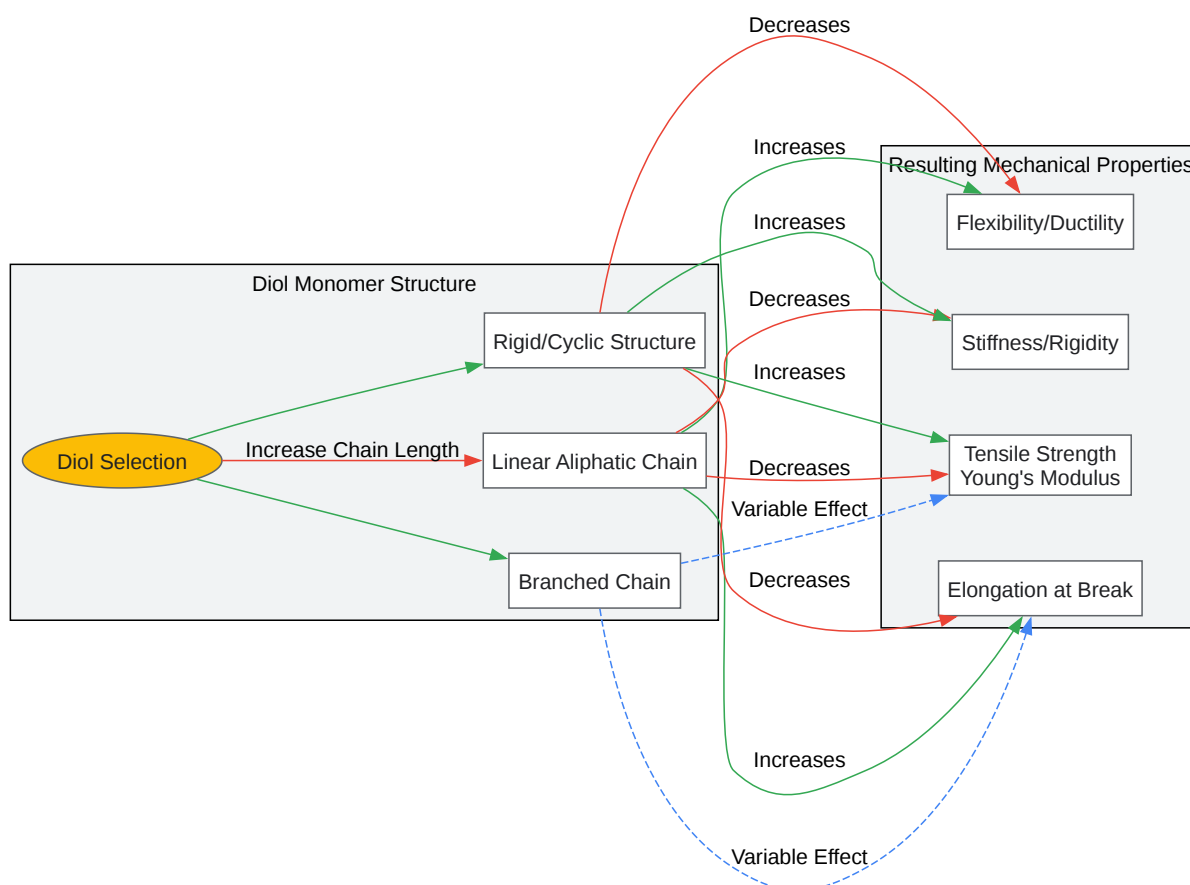 Decreases
Increases
Resulting Mechanical Properties
Flexibility/Ductility
Increases
Diol Monomer Structure
Decreases
Rigid/Cyclic Structure
Stiffness/Rigidity
Increases
Diol Selection
Increase Chain Length
Linear Aliphatic Chain
Decreases
Tensile Strength
Young's Modulus
Variable Effect
Branched Chain
Decreases
Elongation at Break
Increases
Variable Effect